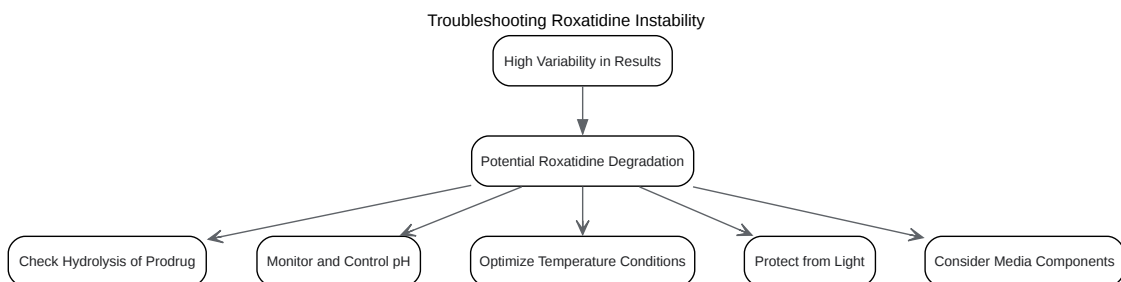 Troubleshooting Roxatidine Instability
High Variability in Results
Potential Roxatidine Degradation
Check Hydrolysis of Prodrug
Monitor and Control pH
Optimize Temperature Conditions
Protect from Light
Consider Media Components